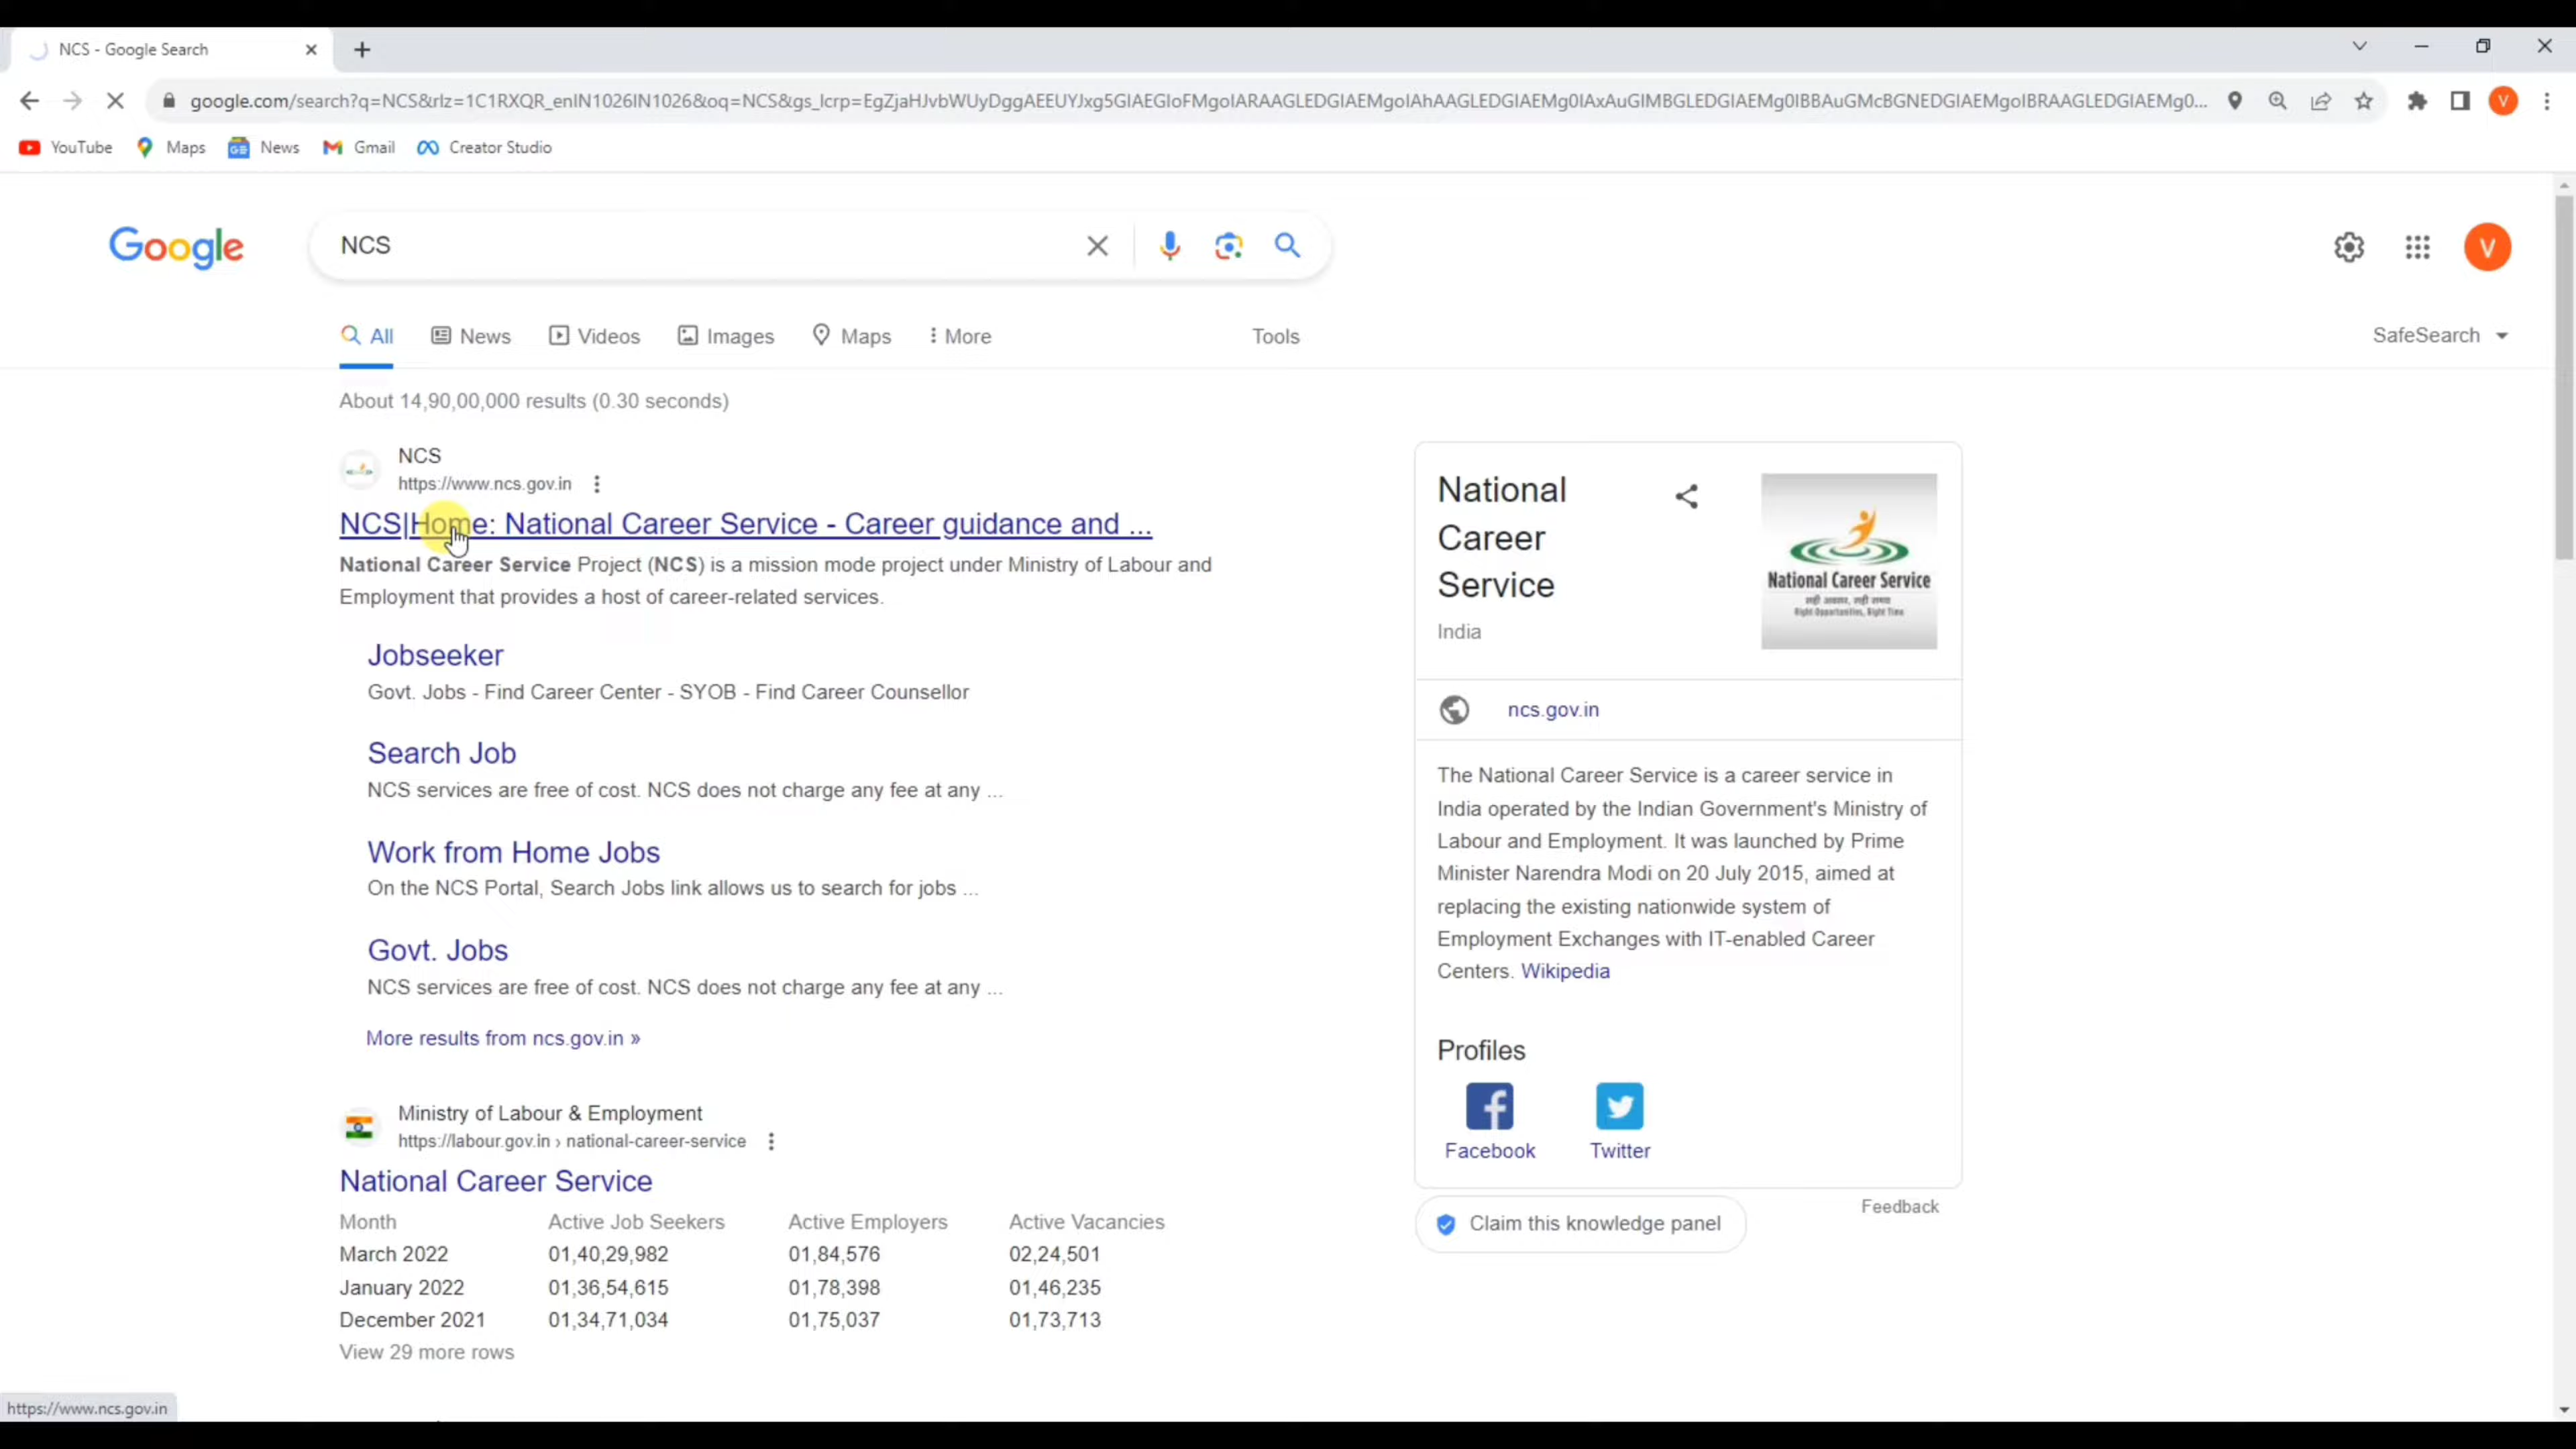 NCS - Google Search
google.com/search?q=NCS&rlz=1C1RXQR_enIN1026IN1026&oq=NCS&gs_lcrp=EgZjaHJvbWUyDggAEEUYJxg5GIAEGIoFMgoIARAAGLEDGIAEMgoIAhAAGLEDGIAEMg0IAxAuGIMBGLEDGIAEMg0IBBAuGMcBGNEDGIAEMgoIBRAAGLEDGIAEMg0...
V
YouTube Maps News Gmail Creator Studio
Google
NCS
V
All News Videos Images Maps More Tools
SafeSearch
About 14,90,00,000 results (0.30 seconds)
NCS
https://www.ncs.gov.in
NCS|Home: National Career Service - Career guidance and ...
National Career Service Project (NCS) is a mission mode project under Ministry of Labour and
Employment that provides a host of career-related services.
Jobseeker
Govt. Jobs - Find Career Center - SYOB - Find Career Counsellor
Search Job
NCS services are free of cost. NCS does not charge any fee at any ...
Work from Home Jobs
On the NCS Portal, Search Jobs link allows us to search for jobs ...
Govt. Jobs
NCS services are free of cost. NCS does not charge any fee at any ...
More results from ncs.gov.in »
Ministry of Labour & Employment
https://labour.gov.in › national-career-service
National Career Service
Month Active Job Seekers Active Employers Active Vacancies
March 2022 01,40,29,982 01,84,576 02,24,501
January 2022 01,36,54,615 01,78,398 01,46,235
December 2021 01,34,71,034 01,75,037 01,73,713
View 29 more rows
https://www.ncs.gov.in
National
Career
Service
India
National Career Service
सही अवसर, सही समय
Right Opportunities, Right Time
ncs.gov.in
The National Career Service is a career service in
India operated by the Indian Government's Ministry of
Labour and Employment. It was launched by Prime
Minister Narendra Modi on 20 July 2015, aimed at
replacing the existing nationwide system of
Employment Exchanges with IT-enabled Career
Centers. Wikipedia
Profiles
Facebook Twitter
Feedback
Claim this knowledge panel